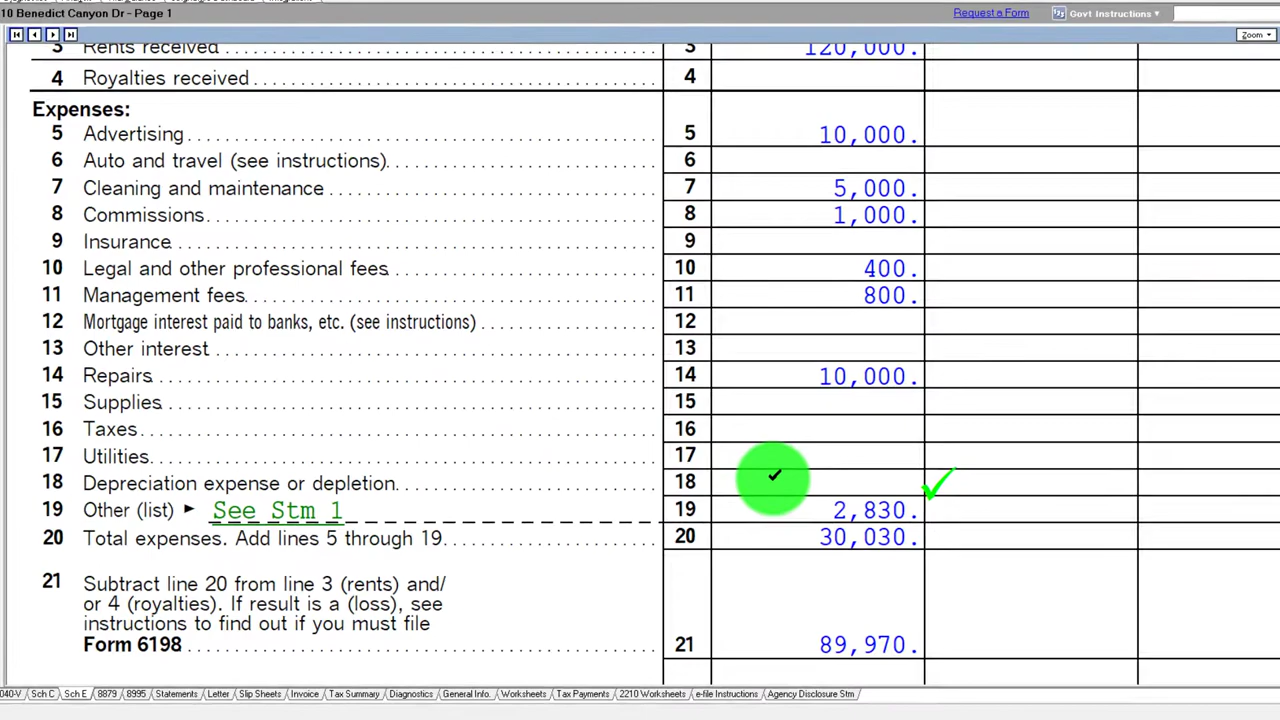 10 Benedict Canyon Dr - Page 1 Request a Form Govt Instructions
Zoom
3 Rents received 3 120,000.
4 Royalties received 4
Expenses:
5 Advertising 5 10,000.
6 Auto and travel (see instructions) 6
7 Cleaning and maintenance 7 5,000.
8 Commissions 8 1,000.
9 Insurance 9
10 Legal and other professional fees 10 400.
11 Management fees 11 800.
12 Mortgage interest paid to banks, etc. (see instructions) 12
13 Other interest 13
14 Repairs 14 10,000.
15 Supplies 15
16 Taxes 16
17 Utilities 17
18 Depreciation expense or depletion 18
19 Other (list) ► See Stm 1 19 2,830.
20 Total expenses. Add lines 5 through 19 20 30,030.
21 Subtract line 20 from line 3 (rents) and/
or 4 (royalties). If result is a (loss), see
instructions to find out if you must file
Form 6198 21 89,970.
040-V Sch C Sch E 8879 8995 Statements Letter Slip Sheets Invoice Tax Summary Diagnostics General Info. Worksheets Tax Payments 2210 Worksheets e-file Instructions Agency Disclosure Stm